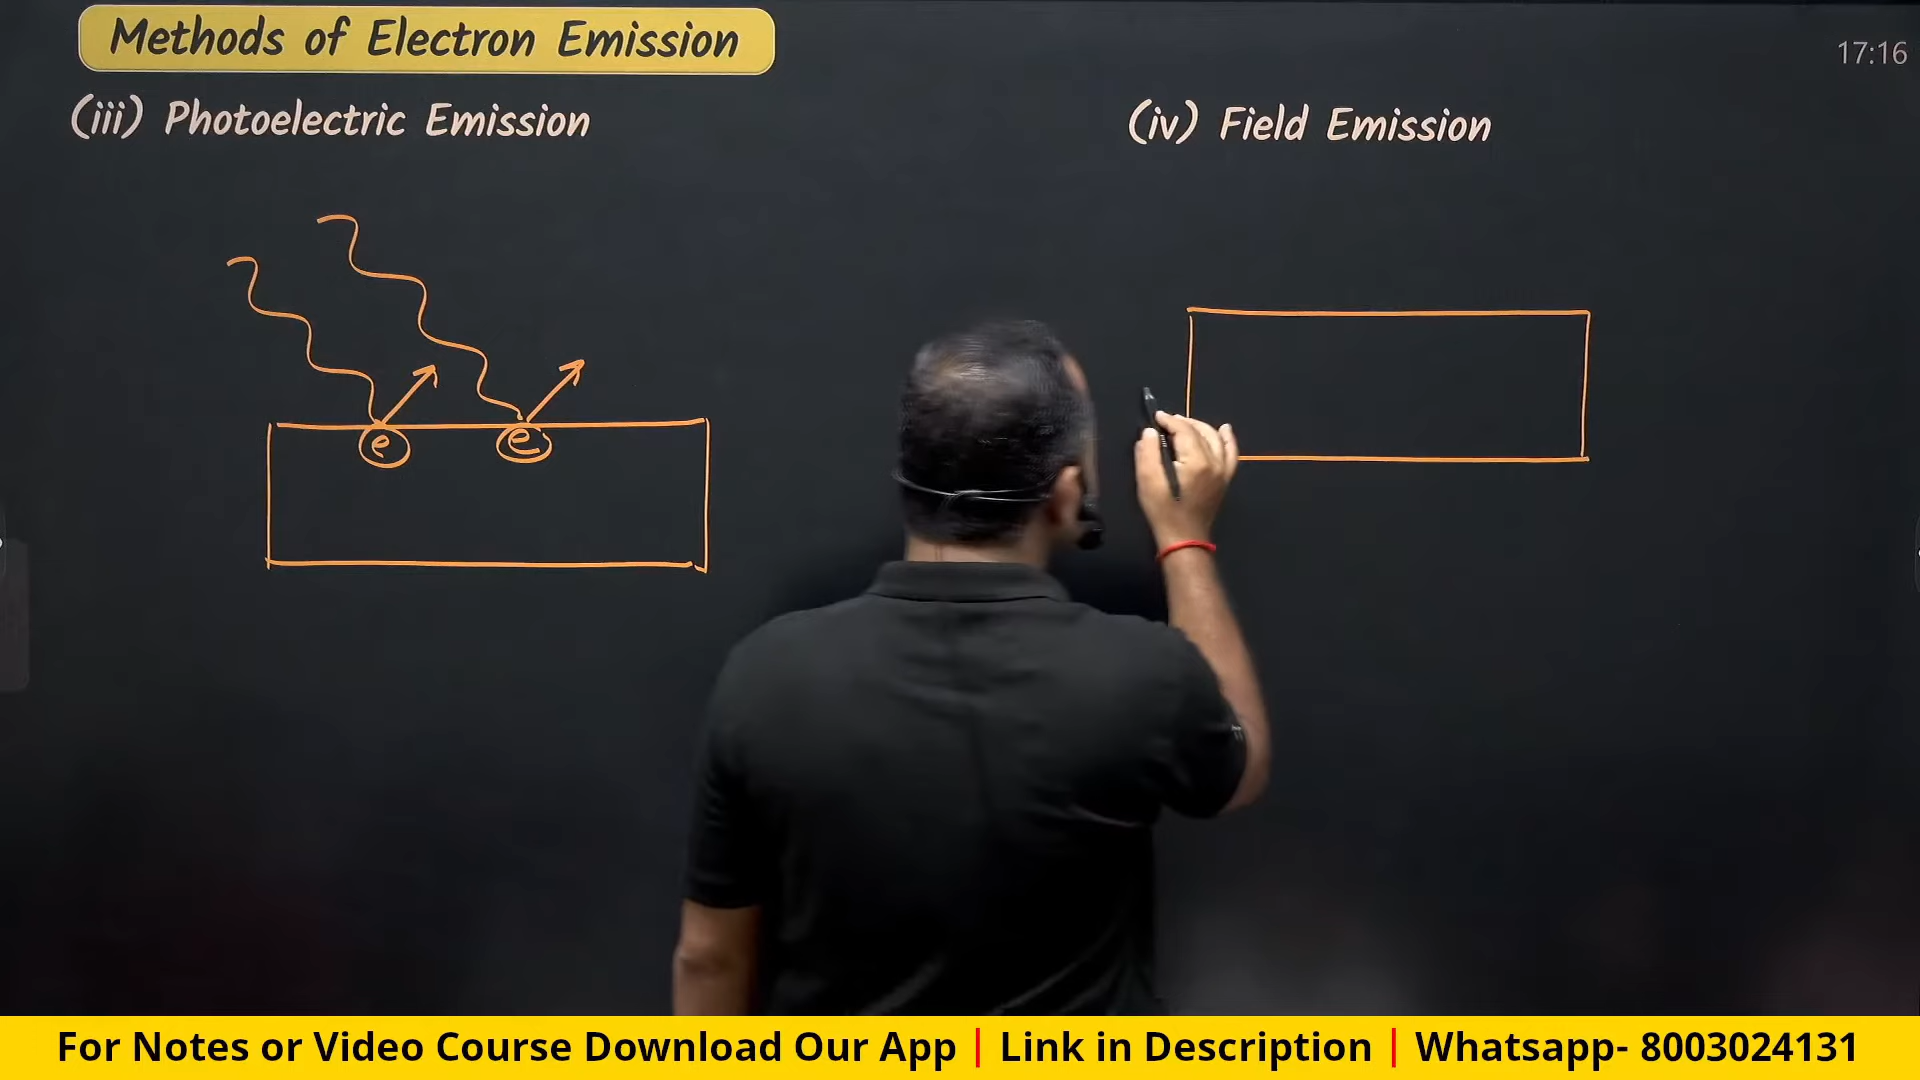 Methods of Electron Emission
17:16
(iii) Photoelectric Emission
(iv) Field Emission
e e
For Notes or Video Course Download Our App | Link in Description | Whatsapp- 8003024131